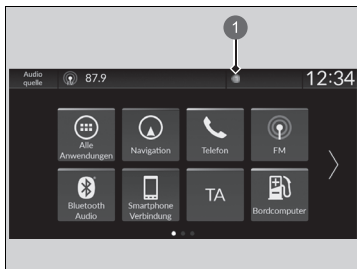 1
Audio
quelle
87.9
12:34
Alle
Anwendungen
Navigation
Telefon
FM
Bluetooth
Audio
Smartphone
Verbindung
TA
Bordcomputer